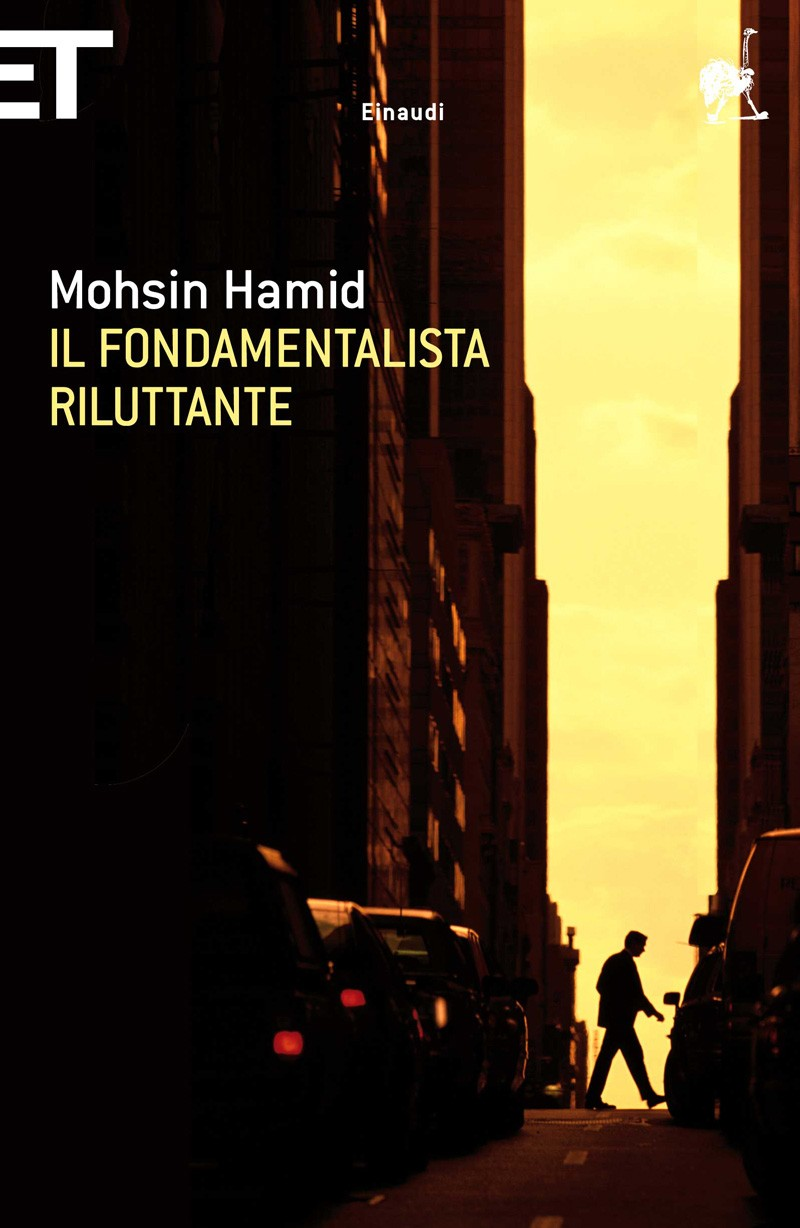 ET
Einaudi
Mohsin Hamid
IL FONDAMENTALISTA
RILUTTANTE